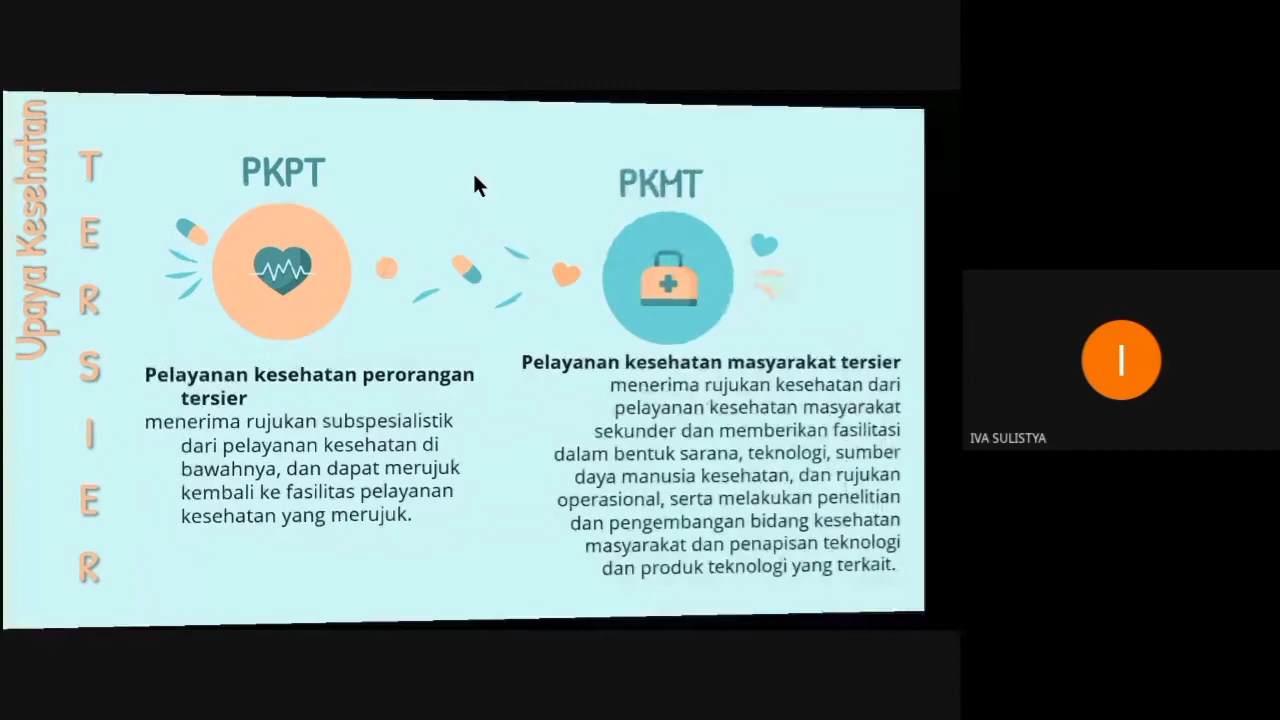 Upaya Kesehatan
TERSIER
PKPT
Pelayanan kesehatan perorangan
tersier
menerima rujukan subspesialistik
dari pelayanan kesehatan di
bawahnya, dan dapat merujuk
kembali ke fasilitas pelayanan
kesehatan yang merujuk.
PKMT
Pelayanan kesehatan masyarakat tersier
menerima rujukan kesehatan dari
pelayanan kesehatan masyarakat
sekunder dan memberikan fasilitasi
dalam bentuk sarana, teknologi, sumber
daya manusia kesehatan, dan rujukan
operasional, serta melakukan penelitian
dan pengembangan bidang kesehatan
masyarakat dan penapisan teknologi
dan produk teknologi yang terkait.
I
IVA SULISTYA